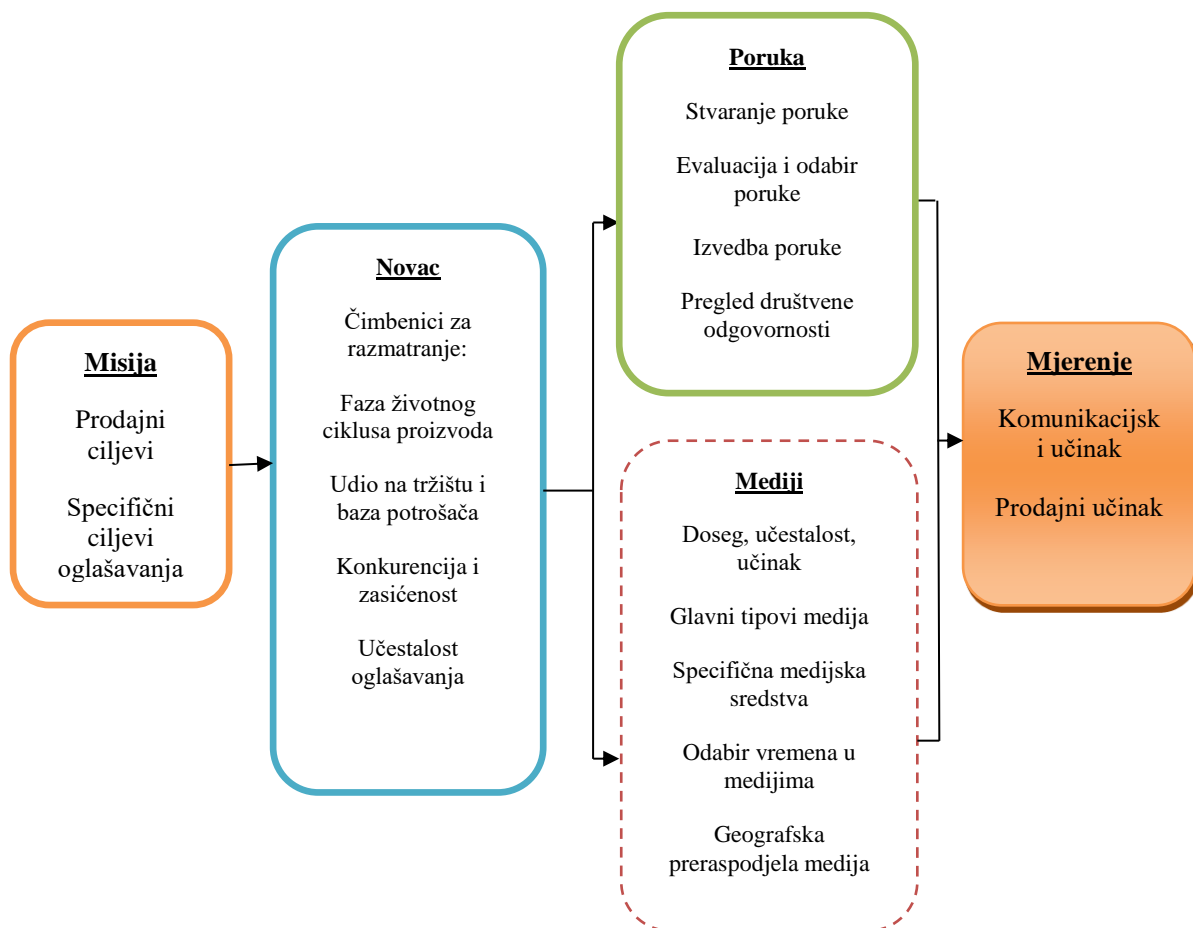 Misija
Prodajni
ciljevi
Specifični
ciljevi
oglašavanja
Novac
Čimbenici za
razmatranje:
Faza životnog
ciklusa proizvoda
Udio na tržištu i
baza potrošača
Konkurencija i
zasićenost
Učestalost
oglašavanja
Poruka
Stvaranje poruke
Evaluacija i odabir
poruke
Izvedba poruke
Pregled društvene
odgovornosti
Mediji
Doseg, učestalost,
učinak
Glavni tipovi medija
Specifična medijska
sredstva
Odabir vremena u
medijima
Geografska
preraspodjela medija
Mjerenje
Komunikacijsk
i učinak
Prodajni učinak